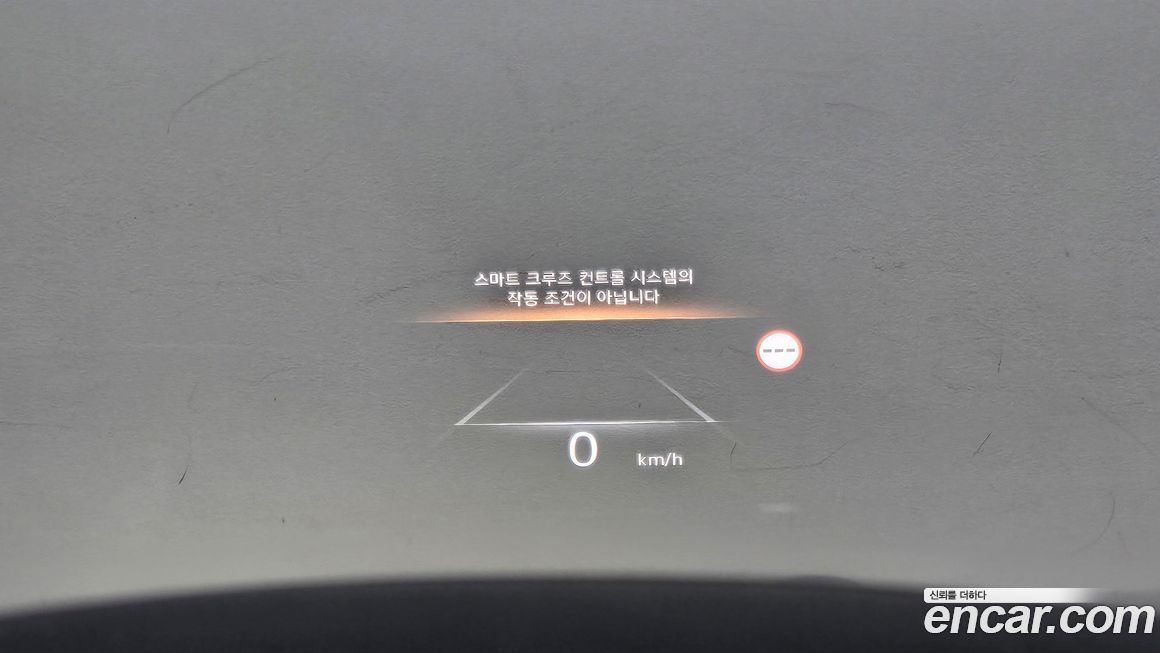 스마트 크루즈 컨트롤 시스템의
작동 조건이 아닙니다
---
0 km/h
신뢰를 더하다
encar.com